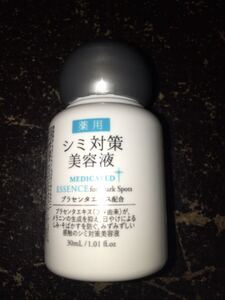 薬用
シミ対策
美容液
MEDICATED
ESSENCE for Dark Spots
プラセンタエキス配合
プラセンタエキス( 由来)が、
メラニンの生成を抑え、日やけによる
しみ・そばかすを防ぐ、みずみずしい
感触のシミ対策美容液
30mL/1.01 fl.oz